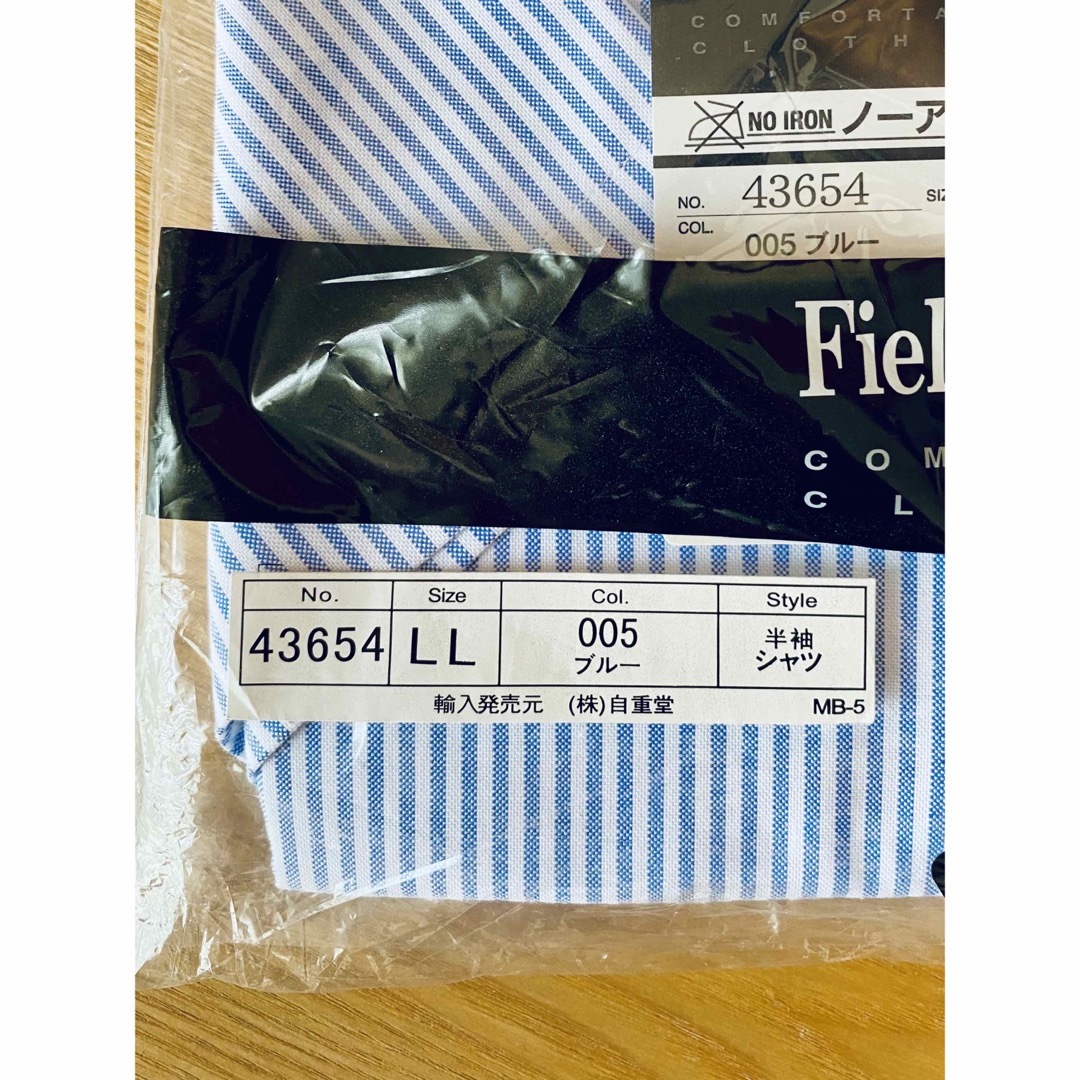 COMFORTA
CLOTH
NO IRON ノーア
NO. 43654 SIZ
COL. 005 ブルー
Fiel
COM
CL
No. Size Col. Style
43654 LL 005 ブルー 半袖 シャツ
輸入発売元 (株)自重堂 MB-5